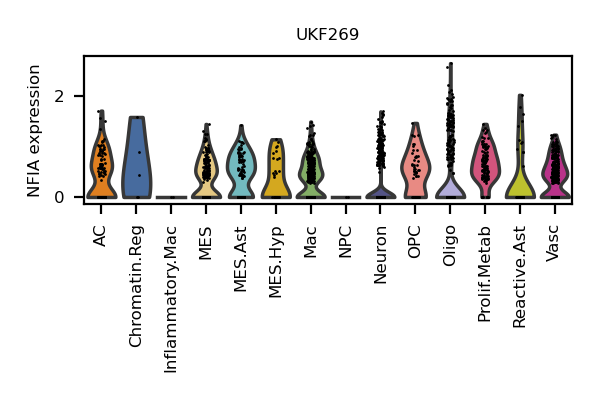 UKF269
NFIA expression
2
0
AC
Chromatin.Reg
Inflammatory.Mac
MES
MES.Ast
MES.Hyp
Mac
NPC
Neuron
OPC
Oligo
Prolif.Metab
Reactive.Ast
Vasc